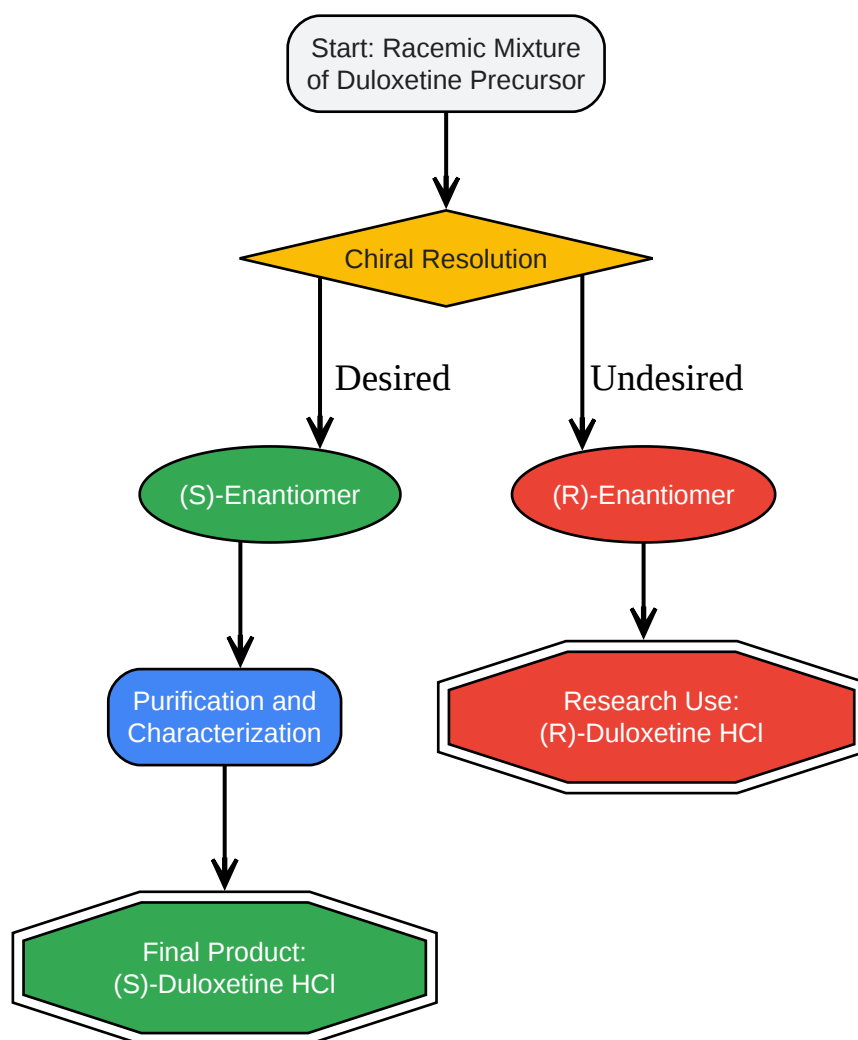 Start: Racemic Mixture
of Duloxetine Precursor
Chiral Resolution
Desired
Undesired
(S)-Enantiomer
(R)-Enantiomer
Purification and
Characterization
Research Use:
(R)-Duloxetine HCl
Final Product:
(S)-Duloxetine HCl